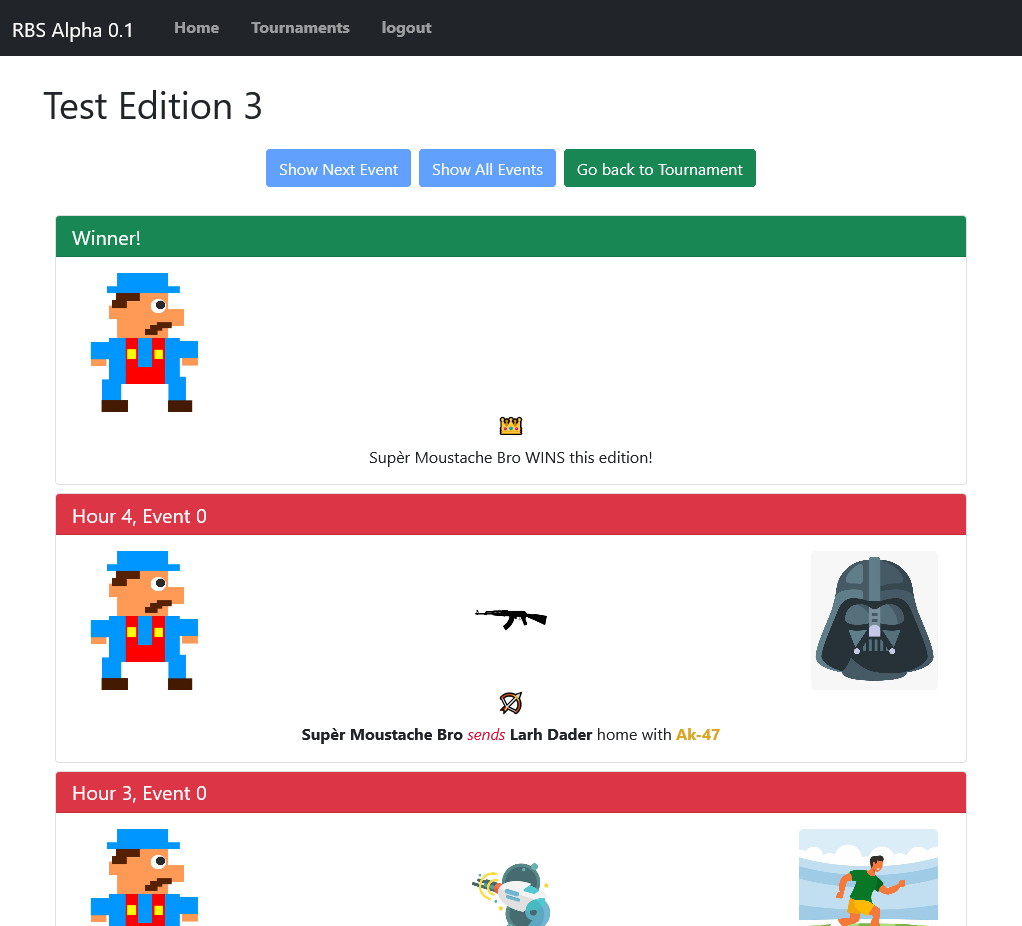 RBS Alpha 0.1 Home Tournaments logout
Test Edition 3
Show Next Event Show All Events Go back to Tournament
Winner!
Supèr Moustache Bro WINS this edition!
Hour 4, Event 0
Supèr Moustache Bro sends Larh Dader home with Ak-47
Hour 3, Event 0